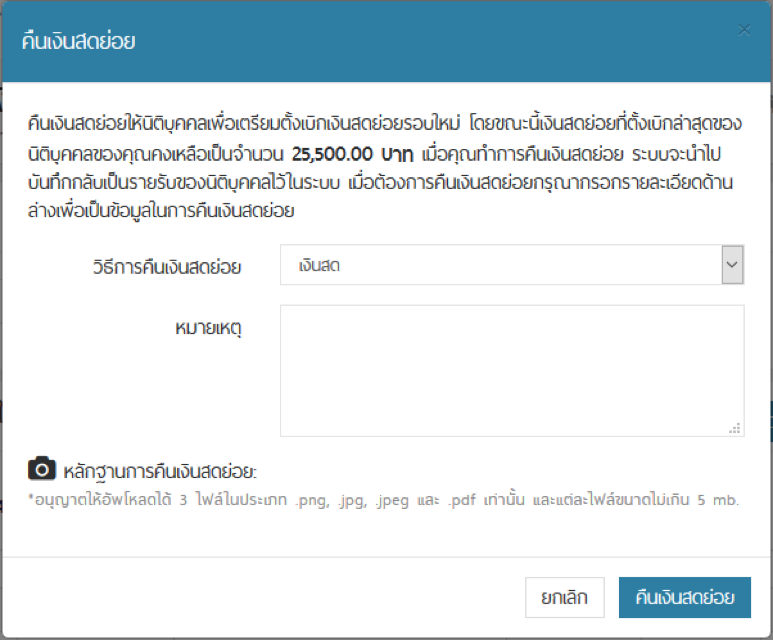 คืนเงินสดย่อย
คืนเงินสดย่อยให้นิติบุคคลเพื่อเตรียมตั้งเบิกเงินสดย่อยรอบใหม่ โดยขณะนี้เงินสดย่อยที่ตั้งเบิกล่าสุดของ
นิติบุคคลของคุณคงเหลือเป็นจำนวน 25,500.00 บาท เมื่อคุณทำการคืนเงินสดย่อย ระบบจะนำไป
บันทึกกลับเป็นรายรับของนิติบุคคลไว้ในระบบ เมื่อต้องการคืนเงินสดย่อยกรุณากรอกรายละเอียดด้าน
ล่างเพื่อเป็นข้อมูลในการคืนเงินสดย่อย
วิธีการคืนเงินสดย่อย เงินสด
หมายเหตุ
หลักฐานการคืนเงินสดย่อย:
*อนุญาตให้อัพโหลดได้ 3 ไฟล์ในประเภท .png, .jpg, .jpeg และ .pdf เท่านั้น และแต่ละไฟล์ขนาดไม่เกิน 5 mb.
ยกเลิก คืนเงินสดย่อย